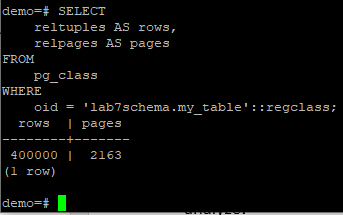 demo=# SELECT
    reltuples AS rows,
    relpages AS pages
FROM
    pg_class
WHERE
    oid = 'lab7schema.my_table'::regclass;
  rows  | pages
--------+-------
 400000 |  2163
(1 row)

demo=#